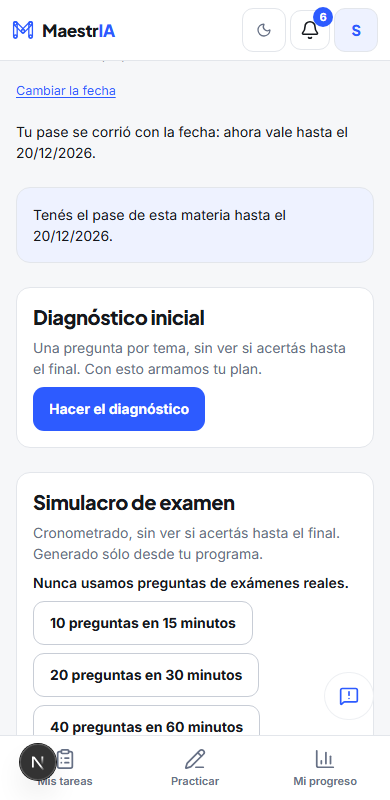 MaestrIA
6
S
Cambiar la fecha
Tu pase se corrió con la fecha: ahora vale hasta el
20/12/2026.
Tenés el pase de esta materia hasta el
20/12/2026.
Diagnóstico inicial
Una pregunta por tema, sin ver si acertás hasta
el final. Con esto armamos tu plan.
Hacer el diagnóstico
Simulacro de examen
Cronometrado, sin ver si acertás hasta el final.
Generado sólo desde tu programa.
Nunca usamos preguntas de exámenes reales.
10 preguntas en 15 minutos
20 preguntas en 30 minutos
40 preguntas en 60 minutos
N
Mis tareas
Practicar
Mi progreso